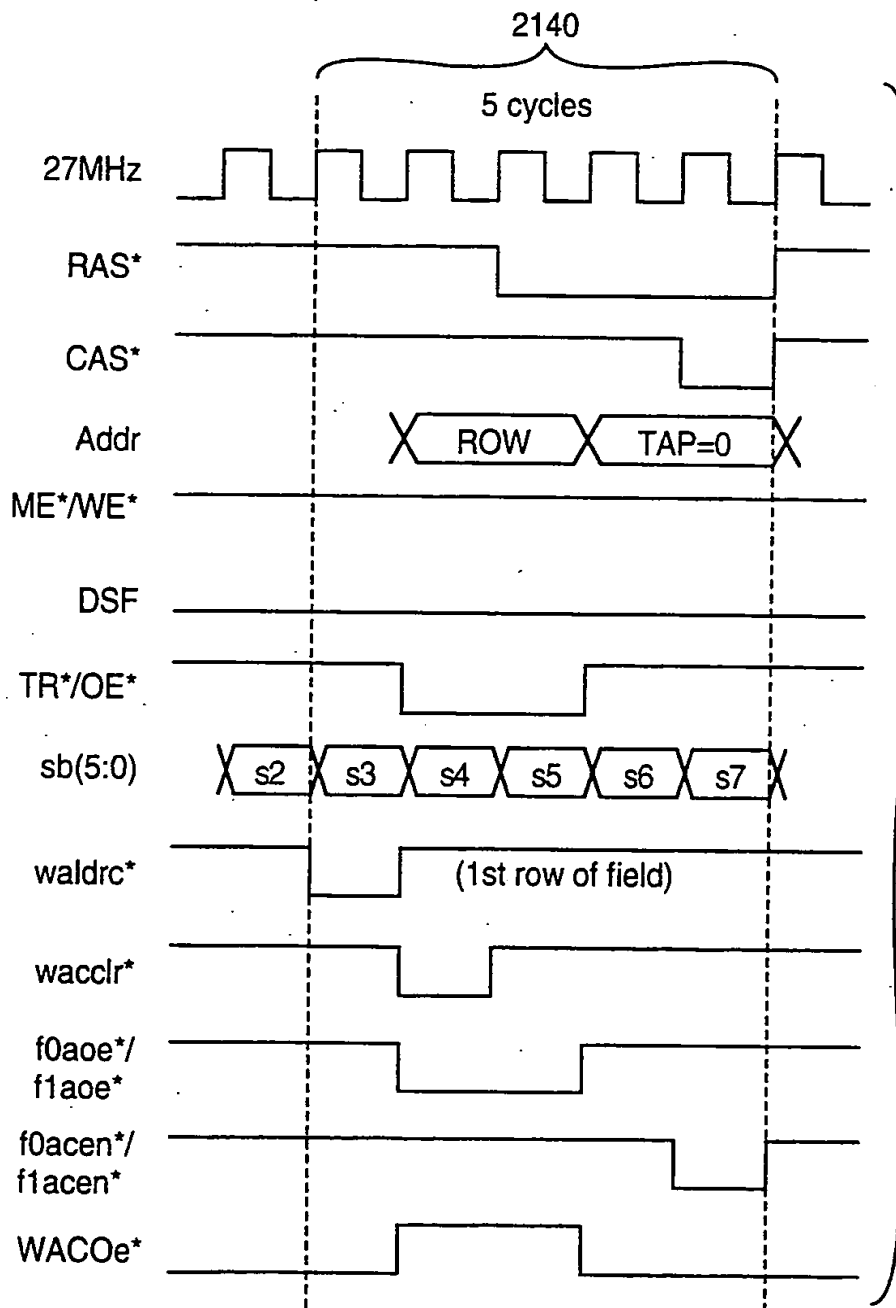 2140
5 cycles
27MHz
RAS*
CAS*
Addr
ROW
TAP=0
ME*/WE*
DSF
TR*/OE*
sb(5:0)
s2
s3
s4
s5
s6
s7
waldrc*
(1st row of field)
wacclr*
f0aoe*/
f1aoe*
f0acen*/
f1acen*
WACOe*